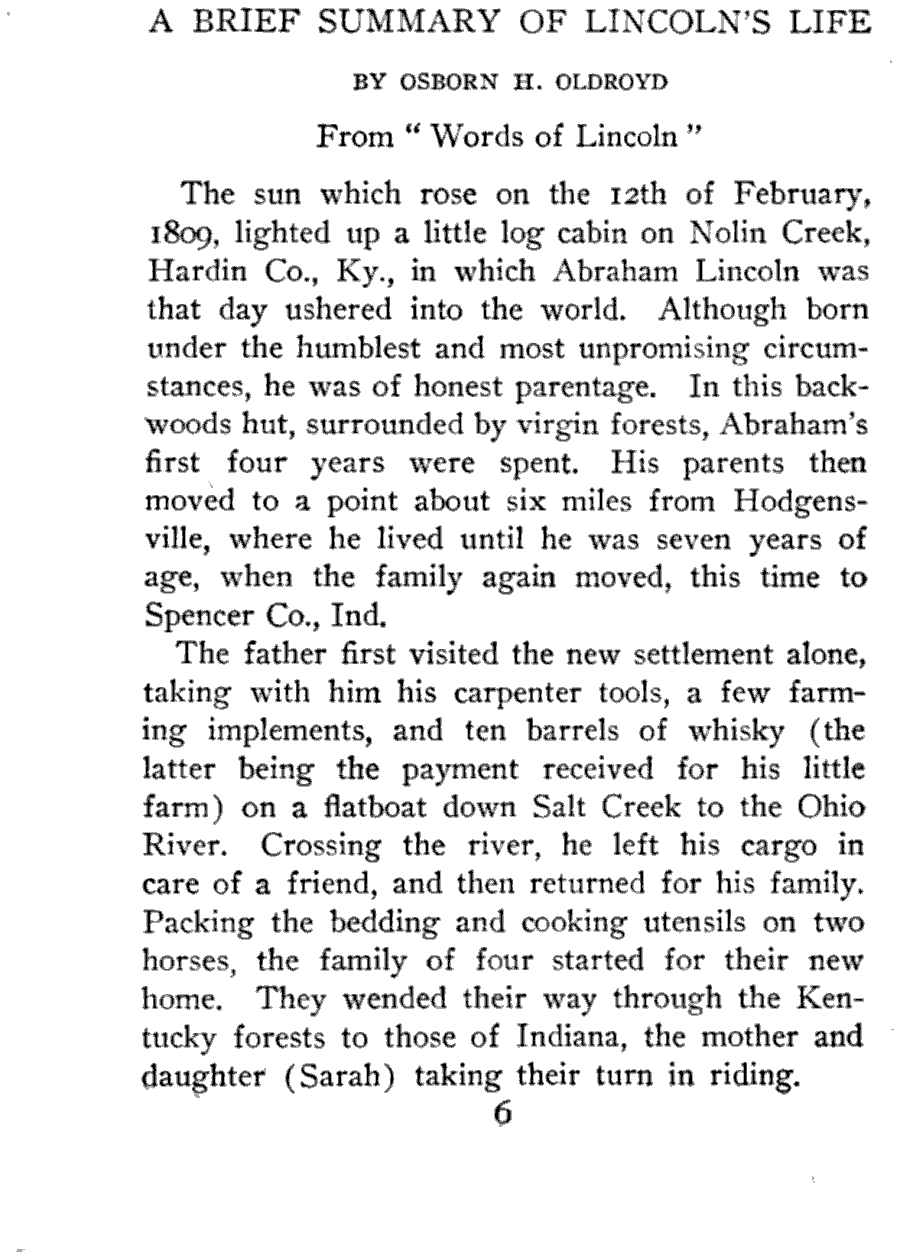 A BRIEF SUMMARY OF LINCOLN'S LIFE
BY OSBORN H. OLDROYD
From “ Words of Lincoln ”
The sun which rose on the 12th of February,
1809, lighted up a little log cabin on Nolin Creek,
Hardin Co., Ky., in which Abraham Lincoln was
that day ushered into the world. Although born
under the humblest and most unpromising circum-
stances, he was of honest parentage. In this back-
woods hut, surrounded by virgin forests, Abraham's
first four years were spent. His parents then
moved to a point about six miles from Hodgens-
ville, where he lived until he was seven years of
age, when the family again moved, this time to
Spencer Co., Ind.
The father first visited the new settlement alone,
taking with him his carpenter tools, a few farm-
ing implements, and ten barrels of whisky (the
latter being the payment received for his little
farm) on a flatboat down Salt Creek to the Ohio
River. Crossing the river, he left his cargo in
care of a friend, and then returned for his family.
Packing the bedding and cooking utensils on two
horses, the family of four started for their new
home. They wended their way through the Ken-
tucky forests to those of Indiana, the mother and
daughter (Sarah) taking their turn in riding.
6